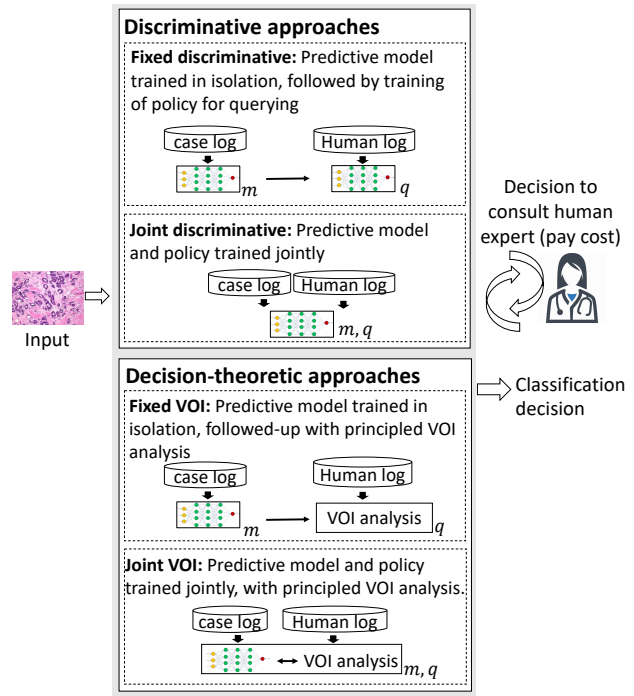 Discriminative approaches
Fixed discriminative: Predictive model
trained in isolation, followed by training
of policy for querying
case log
Human log
m
q
Joint discriminative: Predictive model
and policy trained jointly
case log
Human log
m, q
Input
Decision to
consult human
expert (pay cost)
Decision-theoretic approaches
Fixed VOI: Predictive model trained in
isolation, followed-up with principled VOI
analysis
case log
Human log
m
VOI analysis
q
Joint VOI: Predictive model and policy
trained jointly, with principled VOI analysis.
case log
Human log
VOI analysis
m, q
Classification
decision